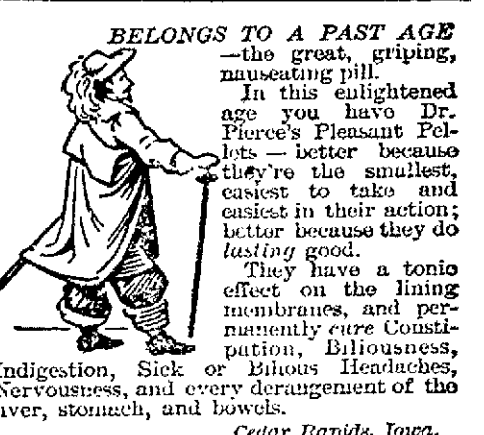 BELONGS TO A PAST AGE
—the great, griping,
nauseating pill.
In this enlightened
age you have Dr.
Pierce's Pleasant Pel-
lets — better because
they're the smallest,
easiest to take and
easiest in their action;
better because they do
lasting good.
They have a tonic
effect on the lining
membranes, and per-
manently cure Consti-
pation, Biliousness,
Indigestion, Sick or Bilious Headaches,
Nervousness, and every derangement of the
liver, stomach, and bowels.
Cedar Rapids, Iowa.